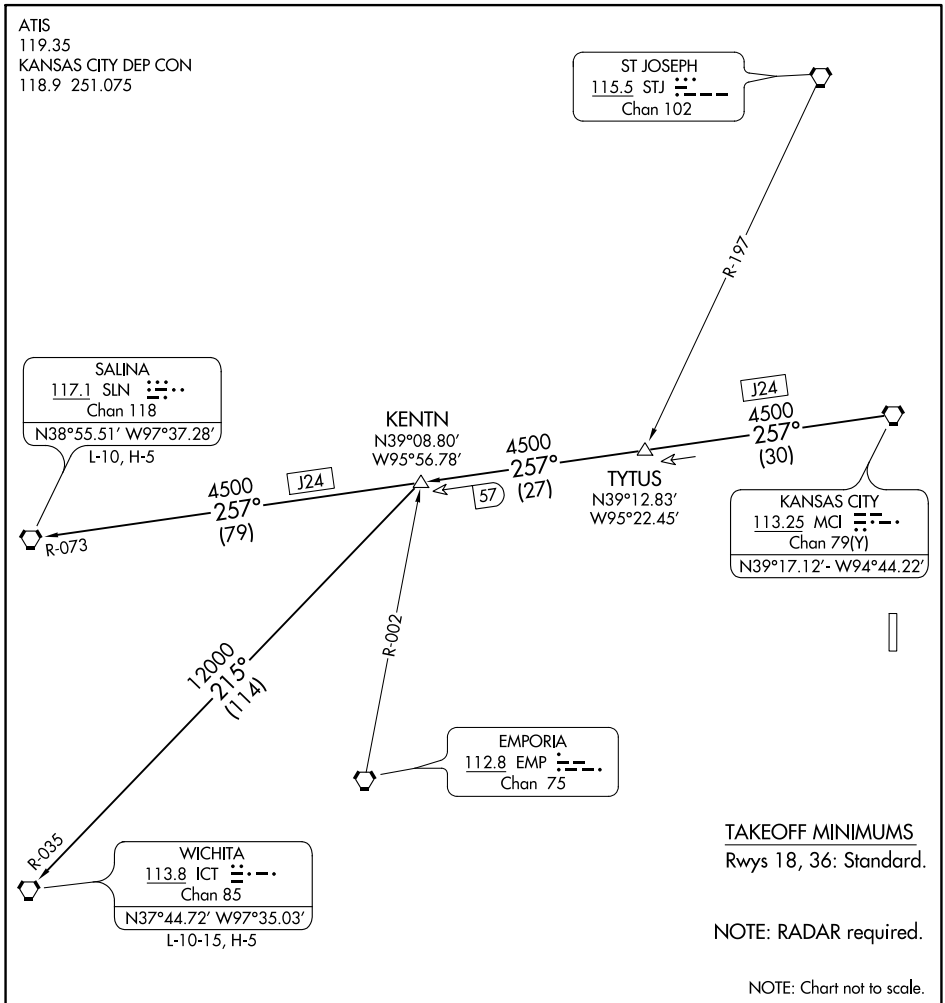 ATIS
119.35
KANSAS CITY DEP CON
118.9 251.075
ST JOSEPH
115.5 STJ
Chan 102
R-197
SALINA
117.1 SLN
Chan 118
N38°55.51' W97°37.28'
L-10, H-5
KENTN
N39°08.80'
W95°56.78'
J24
4500
257°
(30)
4500
257°
(27)
57
TYTUS
N39°12.83'
W95°22.45'
4500
257°
(79)
J24
R-073
KANSAS CITY
113.25 MCI
Chan 79(Y)
N39°17.12'- W94°44.22'
R-002
12000
215°
(114)
EMPORIA
112.8 EMP
Chan 75
R-035
WICHITA
113.8 ICT
Chan 85
N37°44.72' W97°35.03'
L-10-15, H-5
TAKEOFF MINIMUMS
Rwys 18, 36: Standard.
NOTE: RADAR required.
NOTE: Chart not to scale.